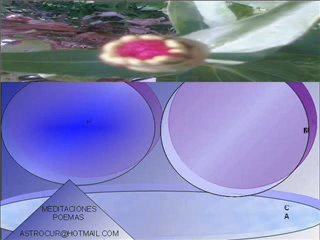 M
C
A
MEDITACIONES
POEMAS
ASTROCUR@HOTMAIL.COM